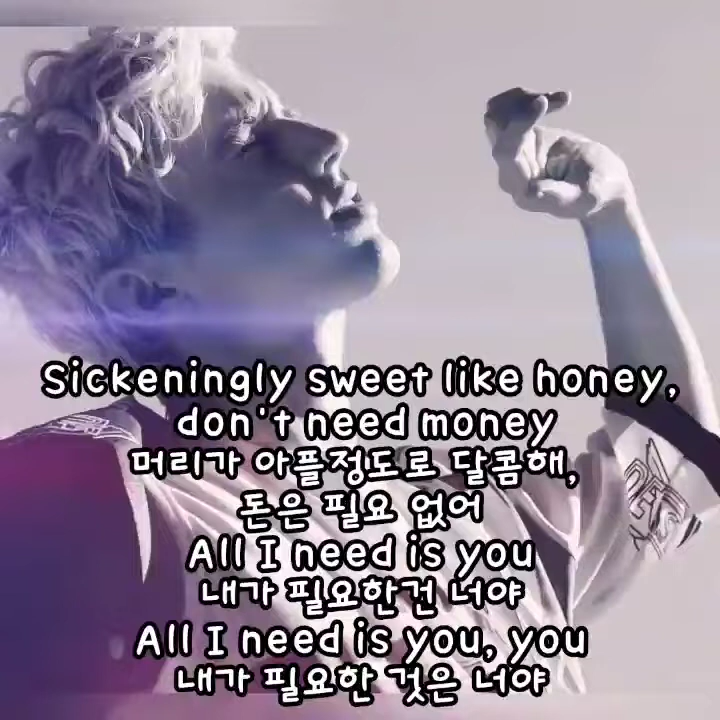 Sickeningly sweet like honey,
don't need money
머리가 아플정도로 달콤해,
돈은 필요 없어
All I need is you
내가 필요한건 너야
All I need is you, you
내가 필요한 것은 너야